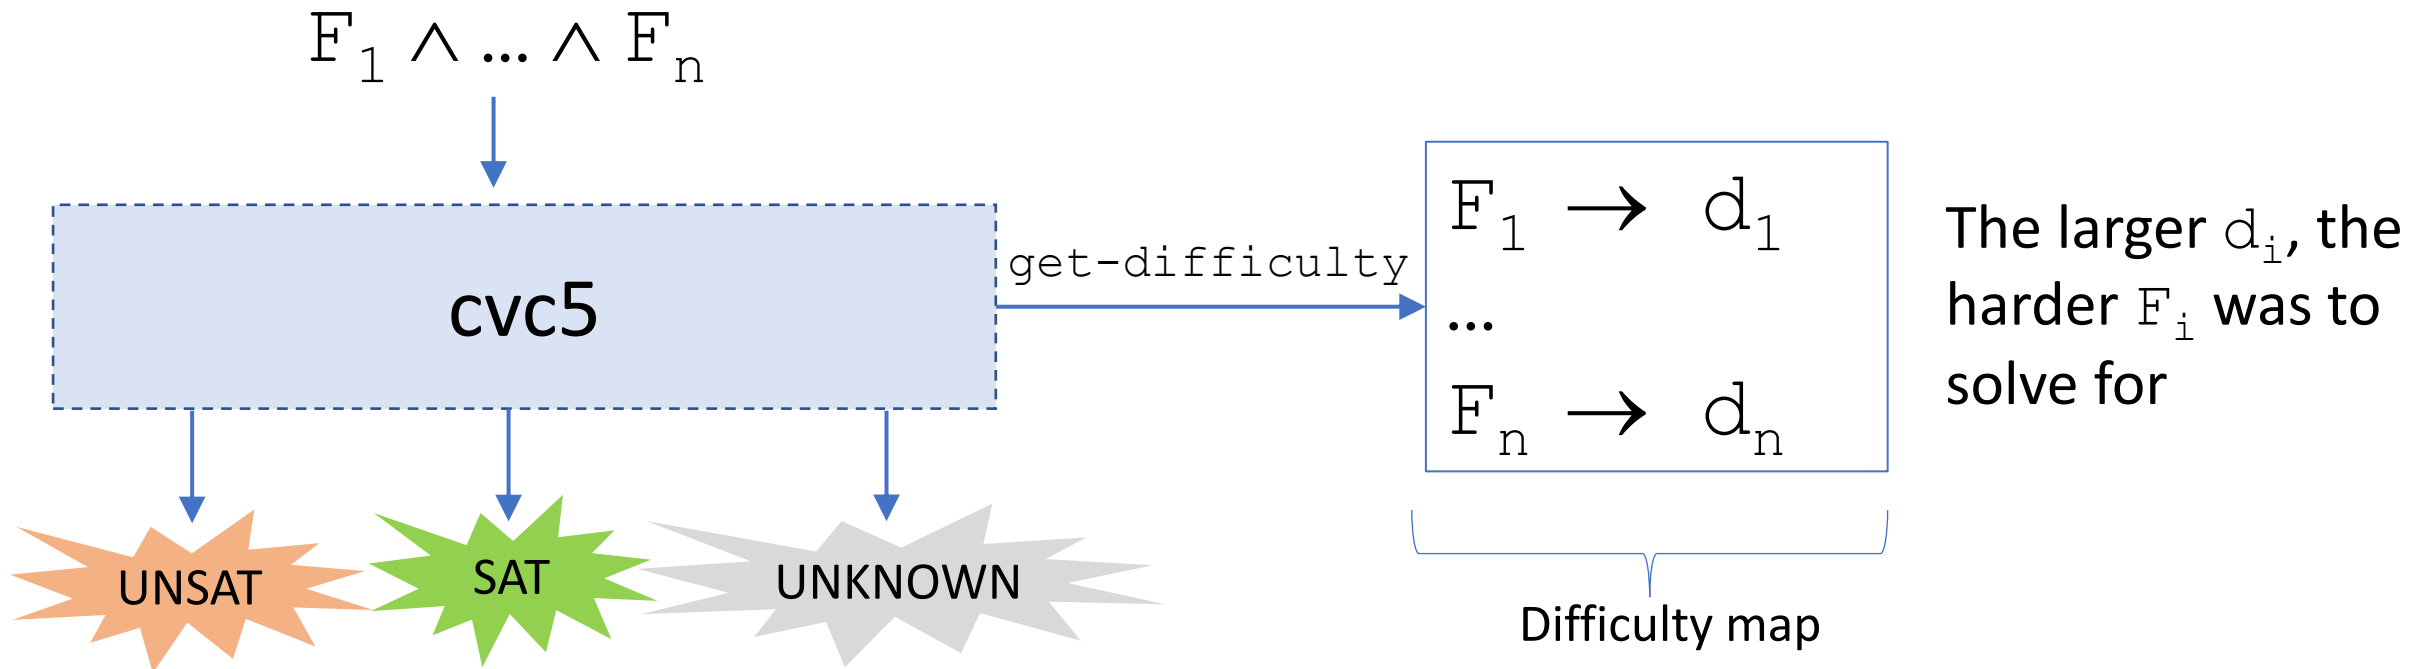 F₁ ∧ … ∧ Fₙ
cvc5
get-difficulty
UNSAT
SAT
UNKNOWN
F₁ → d₁
…
Fₙ → dₙ
Difficulty map
The larger dᵢ, the
harder Fᵢ was to
solve for